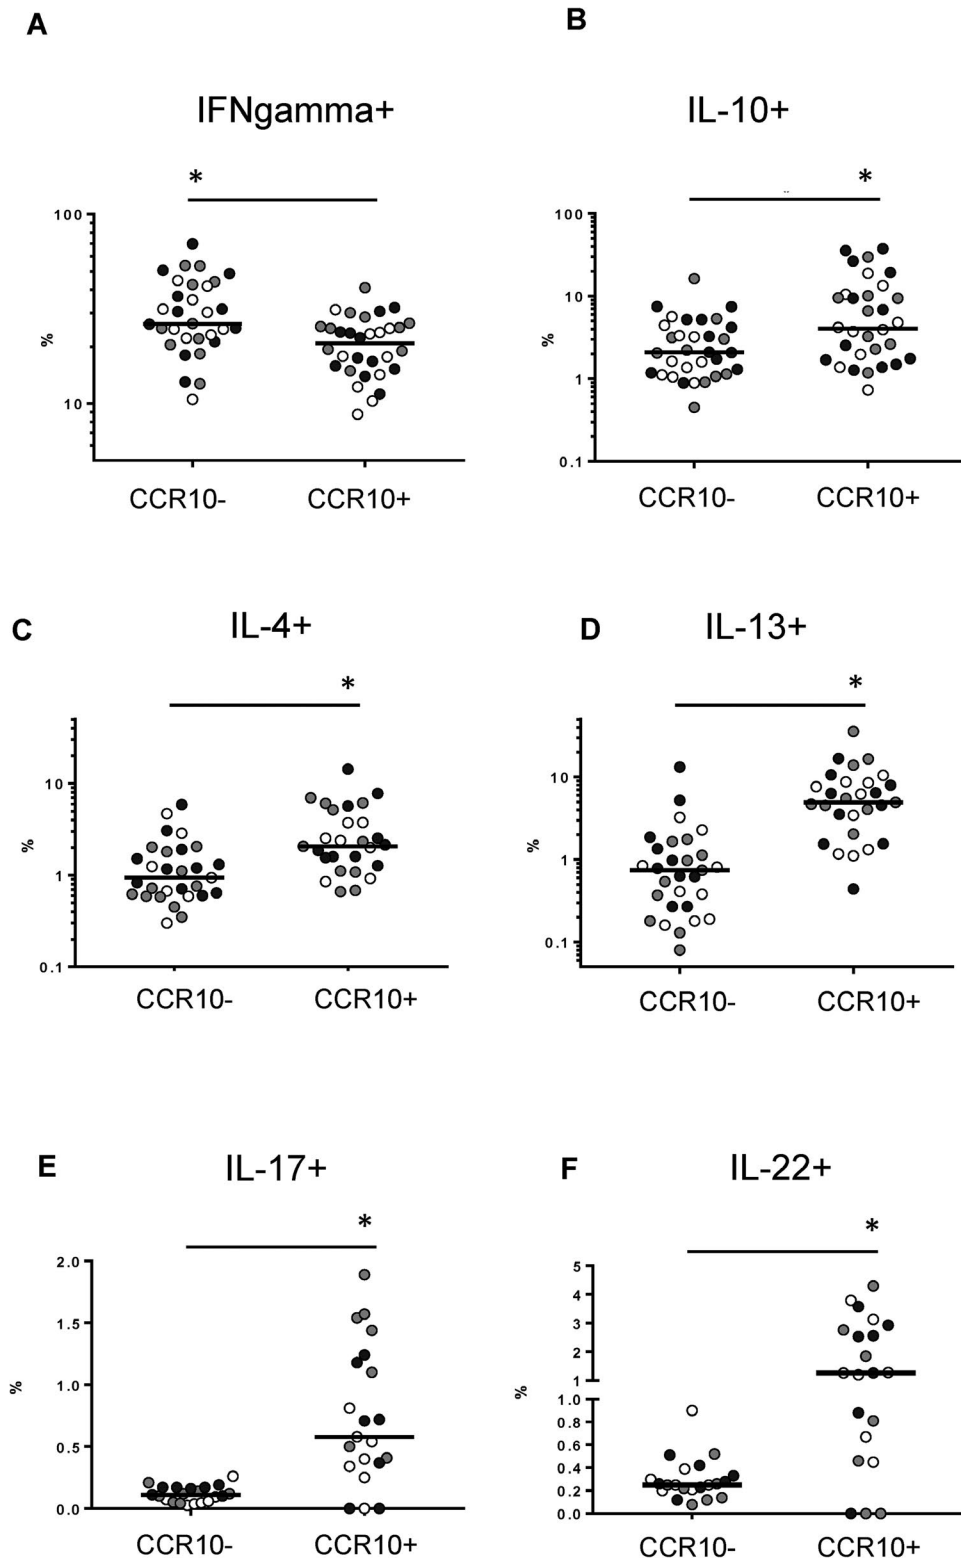 A
B
IFNgamma+
IL-10+
*
*
100
10
%
CCR10-
CCR10+
100
10
1
0.1
%
CCR10-
CCR10+
C
IL-4+
D
IL-13+
*
*
10
1
0.1
%
CCR10-
CCR10+
10
1
0.1
%
CCR10-
CCR10+
E
IL-17+
F
IL-22+
*
*
2.0
1.5
1.0
0.5
0.0
%
CCR10-
CCR10+
5
4
3
2
1
1.0
0.8
0.6
0.4
0.2
0.0
%
CCR10-
CCR10+